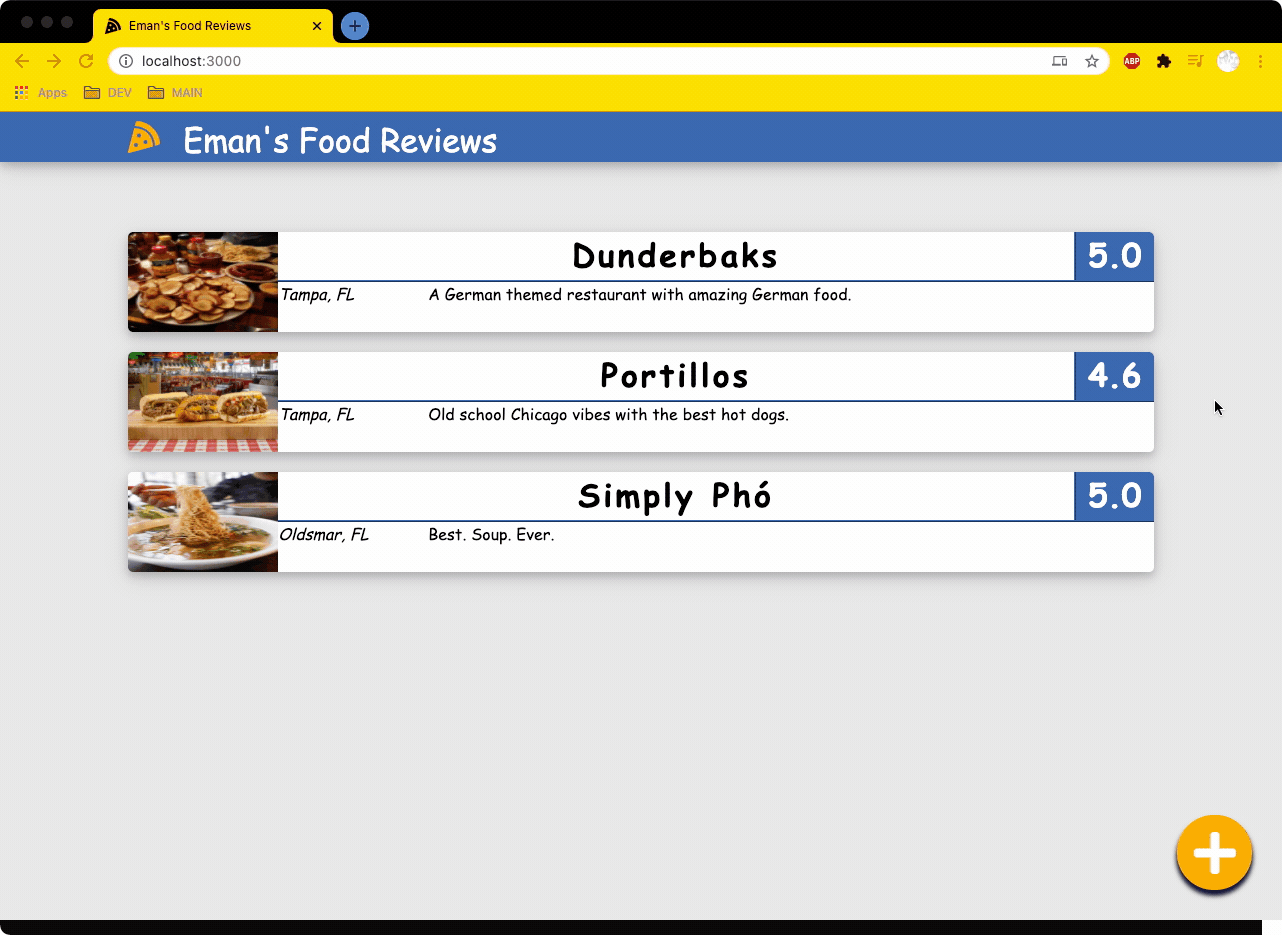 Eman's Food Reviews
localhost:3000
ABP
Apps DEV MAIN
Eman's Food Reviews
Dunderbaks 5.0
Tampa, FL A German themed restaurant with amazing German food.
Portillos 4.6
Tampa, FL Old school Chicago vibes with the best hot dogs.
Simply Phó 5.0
Oldsmar, FL Best. Soup. Ever.